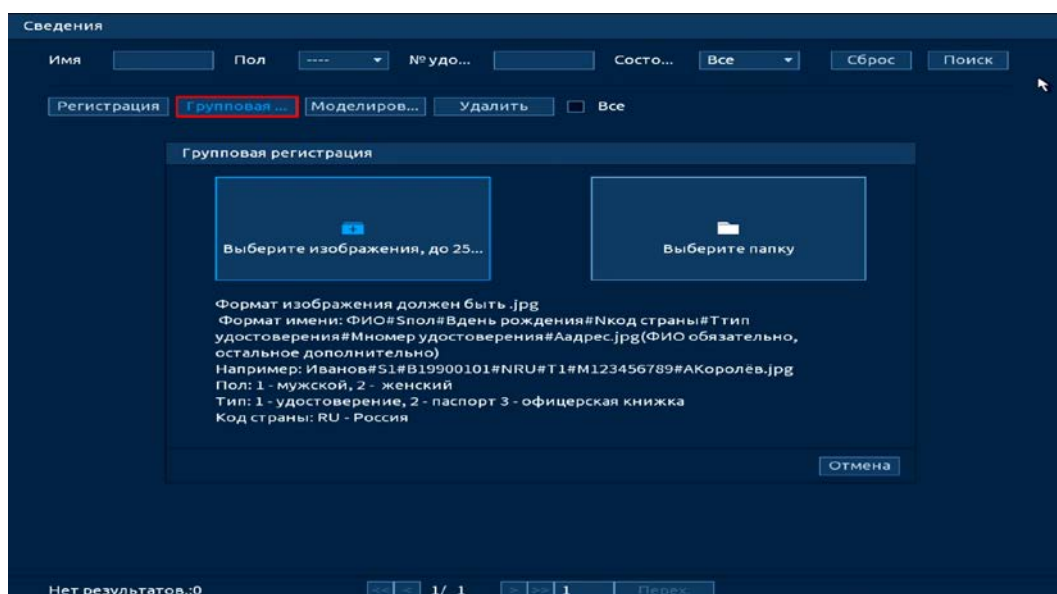 Сведения
Имя Пол ---- № удо... Состо... Все Сброс Поиск
Регистрация Групповая ... Моделиров... Удалить Все
Групповая регистрация
Выберите изображения, до 25... Выберите папку
Формат изображения должен быть .jpg
Формат имени: ФИО#Sпол#Bдень рождения#Nкод страны#Tтип
удостоверения#Mномер удостоверения#Aадрес.jpg(ФИО обязательно,
остальное дополнительно)
Например: Иванов#S1#B19900101#NRU#T1#M123456789#AКоролёв.jpg
Пол: 1 - мужской, 2 - женский
Тип: 1 - удостоверение, 2 - паспорт 3 - офицерская книжка
Код страны: RU - Россия
Отмена
Нет результатов.:0 << < 1/ 1 > >> 1 Перех